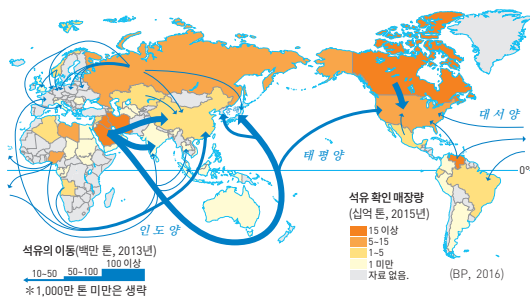 대서양
태평양
0°
인도양
석유의 이동(백만 톤, 2013년)
10~50 50~100 100 이상
＊1,000만 톤 미만은 생략
석유 확인 매장량
(십억 톤, 2015년)
15 이상
5~15
1~5
1 미만
자료 없음.
(BP, 2016)